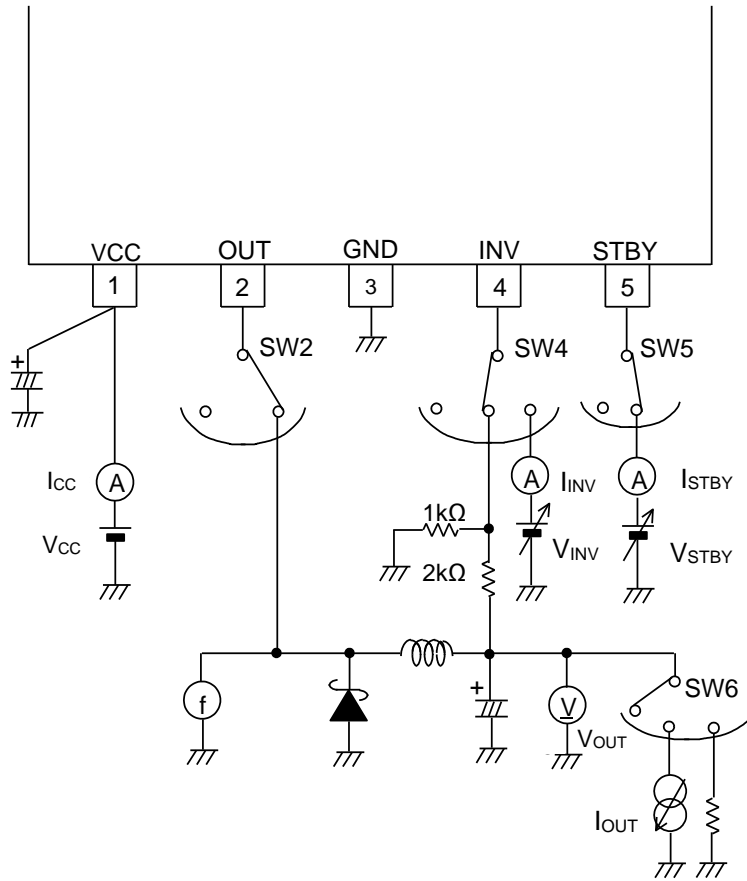 VCC OUT GND INV STBY
1 2 3 4 5
SW2 SW4 SW5
+
ICC A A IINV A ISTBY
1kΩ
VCC VINV VSTBY
2kΩ
SW6
f + V
VOUT
IOUT